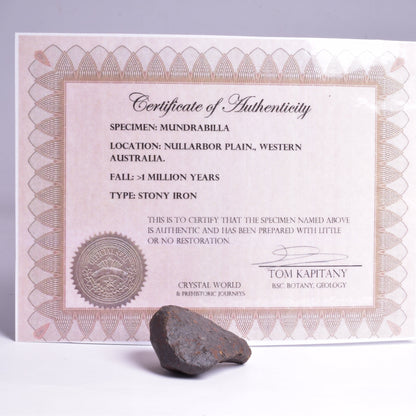 Certificate of Authenticity
SPECIMEN: MUNDRABILLA
LOCATION: NULLARBOR PLAIN., WESTERN
AUSTRALIA.
FALL: >1 MILLION YEARS
TYPE: STONY IRON
THIS IS TO CERTIFY THAT THE SPECIMEN NAMED ABOVE
IS AUTHENTIC AND HAS BEEN PREPARED WITH LITTLE
OR NO RESTORATION.
TOM KAPITANY
BSC. BOTANY, GEOLOGY
CRYSTAL WORLD
& PREHISTORIC JOURNEYS